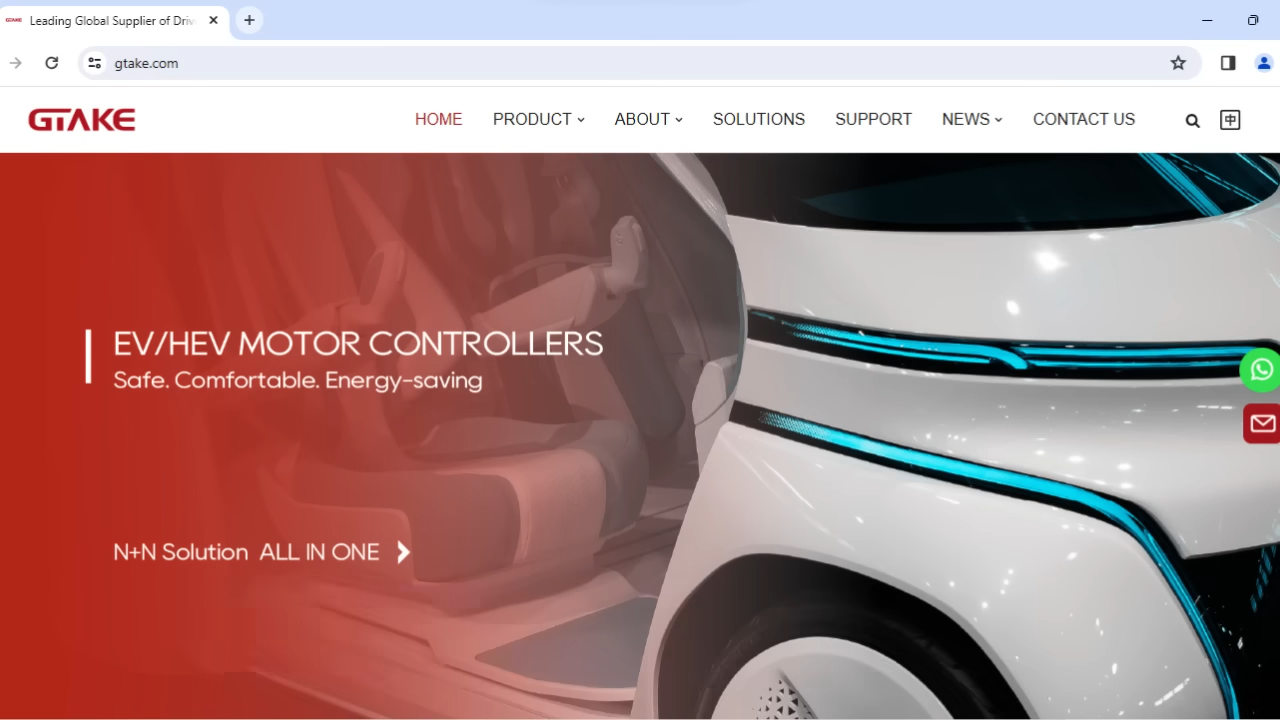 GTAKE Leading Global Supplier of Driv
gtake.com
GTAKE
HOME PRODUCT ABOUT SOLUTIONS SUPPORT NEWS CONTACT US 中
EV/HEV MOTOR CONTROLLERS
Safe. Comfortable. Energy-saving
N+N Solution ALL IN ONE